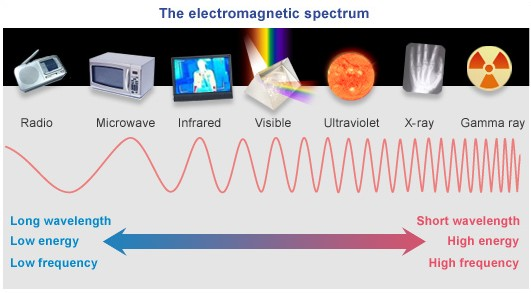 The electromagnetic spectrum
Radio Microwave Infrared Visible Ultraviolet X-ray Gamma ray
Long wavelength Short wavelength
Low energy High energy
Low frequency High frequency